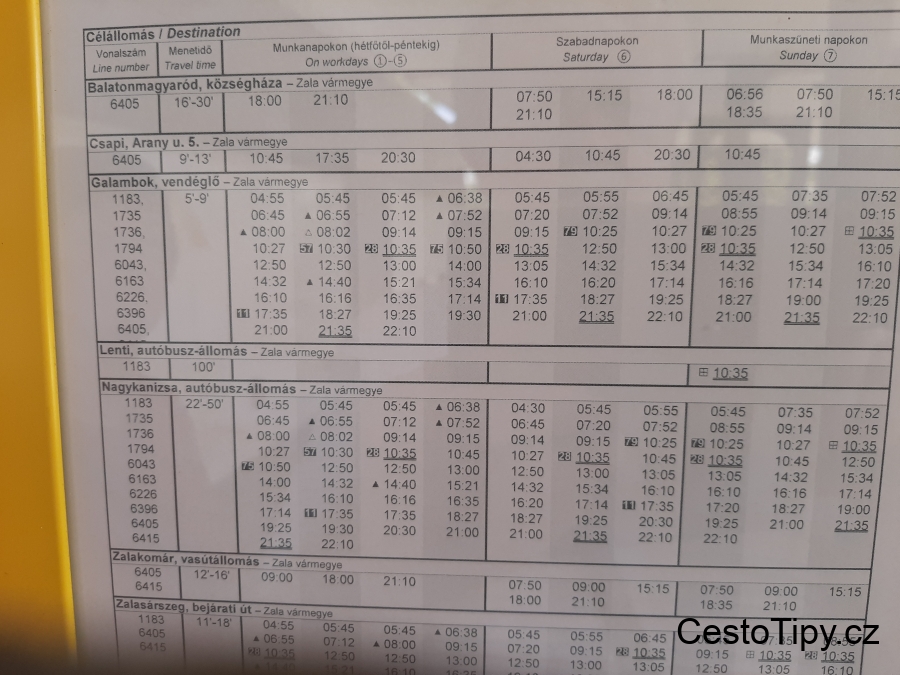 Célállomás / Destination
Vonalszám Menetidő Munkanapokon (hétfőtől-péntekig) Szabadnapokon Munkaszüneti napokon
Line number Travel time On workdays ①–⑤ Saturday ⑥ Sunday ⑦
Balatonmagyaród, községháza – Zala vármegye
6405 16'-30' 18:00 21:10 07:50 15:15 18:00 06:56 07:50 15:15
21:10 18:35 21:10
Csapi, Arany u. 5. – Zala vármegye
6405 9'-13' 10:45 17:35 20:30 04:30 10:45 20:30 10:45
Galambok, vendéglő – Zala vármegye
1183, 5'-9' 04:55 05:45 05:45 ▲ 06:38 05:45 05:55 06:45 05:45 07:35 07:52
1735 06:45 ▲ 06:55 07:12 ▲ 07:52 07:20 07:52 09:14 08:55 09:14 09:15
1736, ▲ 08:00 △ 08:02 09:14 09:15 09:15 79 10:25 10:27 79 10:25 10:27 ⊞ 10:35
1794 10:27 57 10:30 28 10:35 75 10:50 28 10:35 12:50 13:00 28 10:35 12:50 13:05
6043, 12:50 12:50 13:00 14:00 13:05 14:32 15:34 14:32 15:34 16:10
6163 14:32 ▲ 14:40 15:21 15:34 16:10 16:20 17:14 16:16 17:14 17:20
6226, 16:10 16:16 16:35 17:14 11 17:35 18:27 19:25 18:27 19:00 19:25
6396 11 17:35 18:27 19:25 19:30 21:00 21:35 22:10 21:00 21:35 22:10
6405, 21:00 21:35 22:10
Lenti, autóbusz-állomás – Zala vármegye
1183 100' ⊞ 10:35
Nagykanizsa, autóbusz-állomás – Zala vármegye
1183 22'-50' 04:55 05:45 05:45 ▲ 06:38 04:30 05:45 05:55 05:45 07:35 07:52
1735 06:45 ▲ 06:55 07:12 ▲ 07:52 06:45 07:20 07:52 08:55 09:14 09:15
1736 ▲ 08:00 △ 08:02 09:14 09:15 09:14 09:15 79 10:25 79 10:25 10:27 ⊞ 10:35
1794 10:27 57 10:30 28 10:35 10:45 10:27 28 10:35 10:45 28 10:35 10:45 12:50
6043 75 10:50 12:50 12:50 13:00 12:50 13:00 13:05 13:05 14:32 15:34
6163 14:00 14:32 ▲ 14:40 15:21 14:32 15:34 16:10 16:10 16:16 17:14
6226 15:34 16:10 16:16 16:35 16:20 17:14 11 17:35 17:20 18:27 19:00
6396 17:14 11 17:35 17:35 18:27 18:27 19:25 20:30 19:25 21:00 21:35
6405 19:25 19:30 20:30 21:00 21:00 21:35 22:10 22:10
6415 21:35 22:10
Zalakomár, vasútállomás – Zala vármegye
6405 12'-16' 09:00 18:00 21:10 07:50 09:00 15:15 07:50 09:00 15:15
6415 18:00 21:10 18:35 21:10
Zalasárszeg, bejárati út – Zala vármegye
1183 11'-18' 04:55 05:45 05:45 ▲ 06:38 05:45 05:55 06:45
6405 ▲ 06:55 07:12 ▲ 08:00 09:15 07:20 09:15 28 10:35 09:15 ⊞ 10:35 28 10:35
6415 28 10:35 12:50 12:50 13:00 12:50 13:00 13:05 12:50 13:05 16:10
CestoTipy.cz